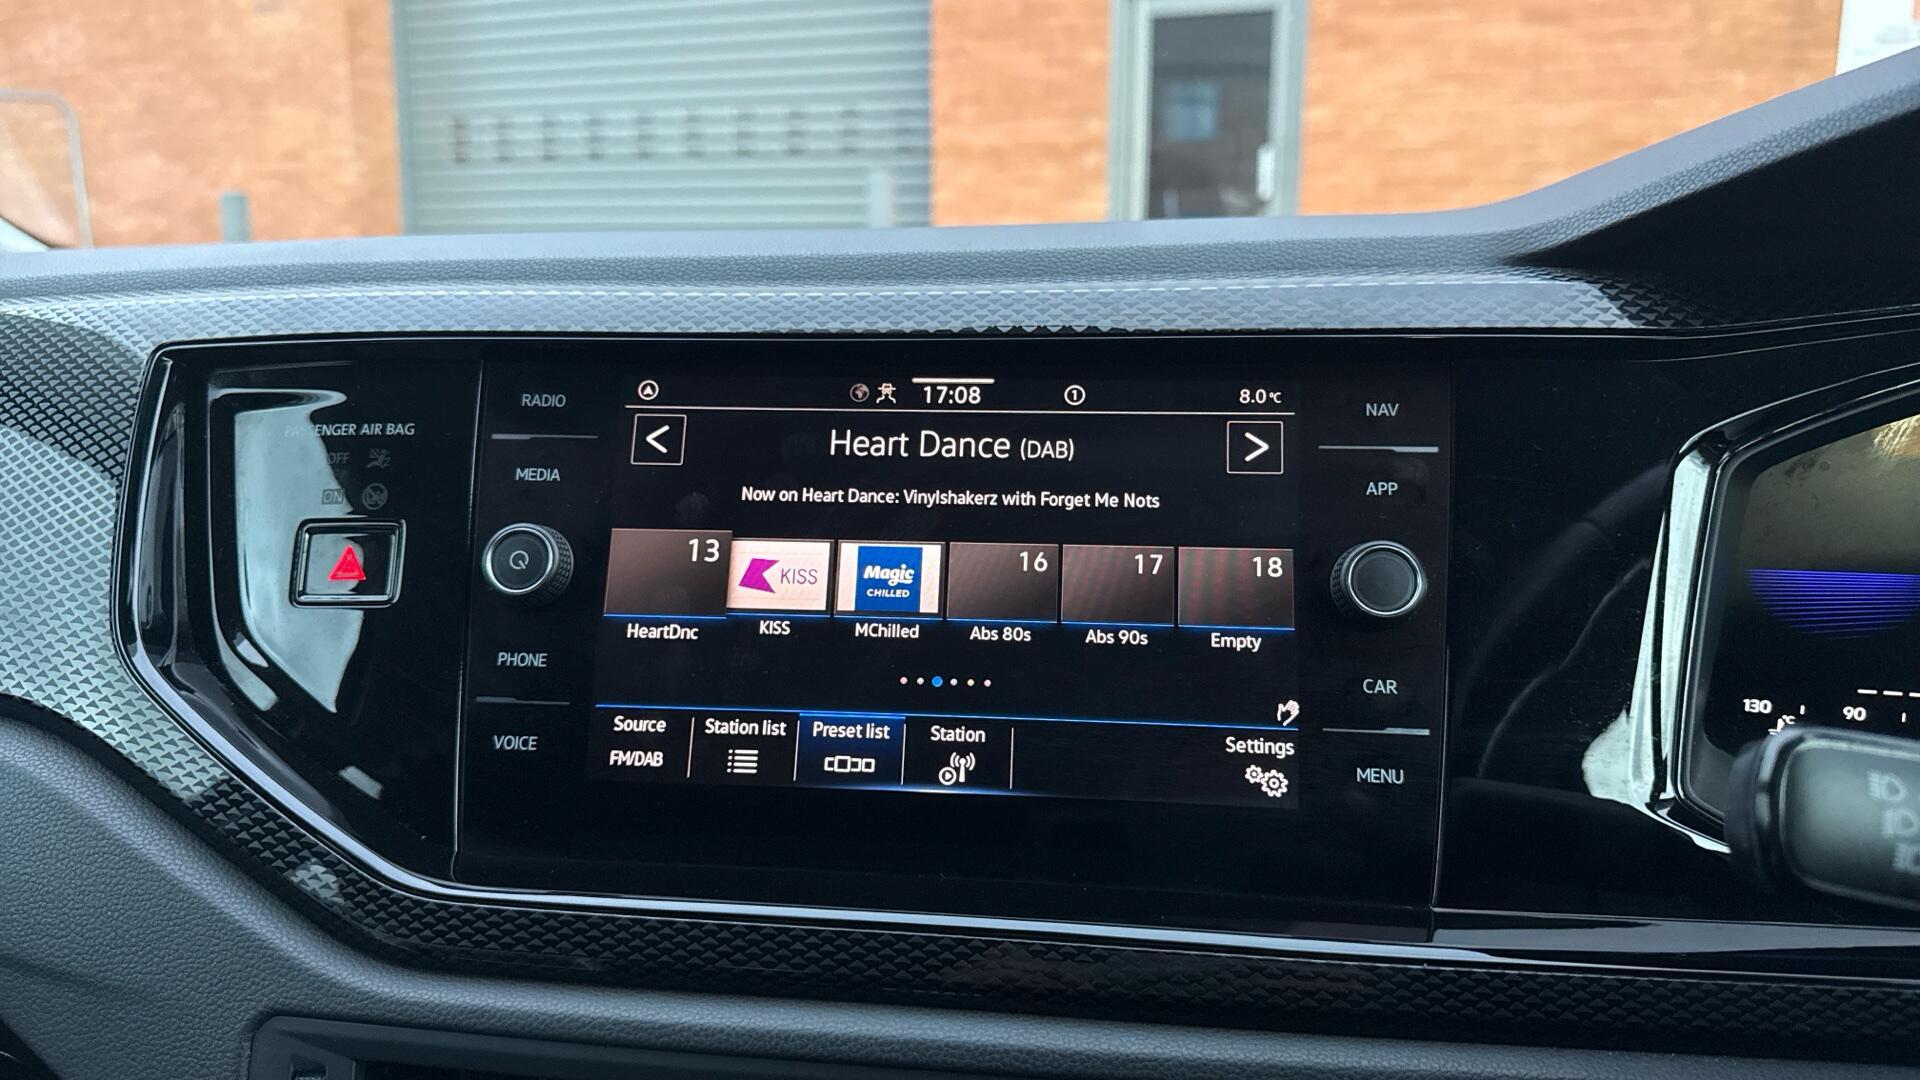 RADIO
MEDIA
PHONE
VOICE
PASSENGER AIR BAG
OFF
ON
17:08
1
8.0°C
Heart Dance (DAB)
Now on Heart Dance: Vinylshakerz with Forget Me Nots
13
KISS
Magic
CHILLED
16
17
18
HeartDnc
KISS
MChilled
Abs 80s
Abs 90s
Empty
Source
FM/DAB
Station list
Preset list
Station
Settings
NAV
APP
CAR
MENU
130
°C
90